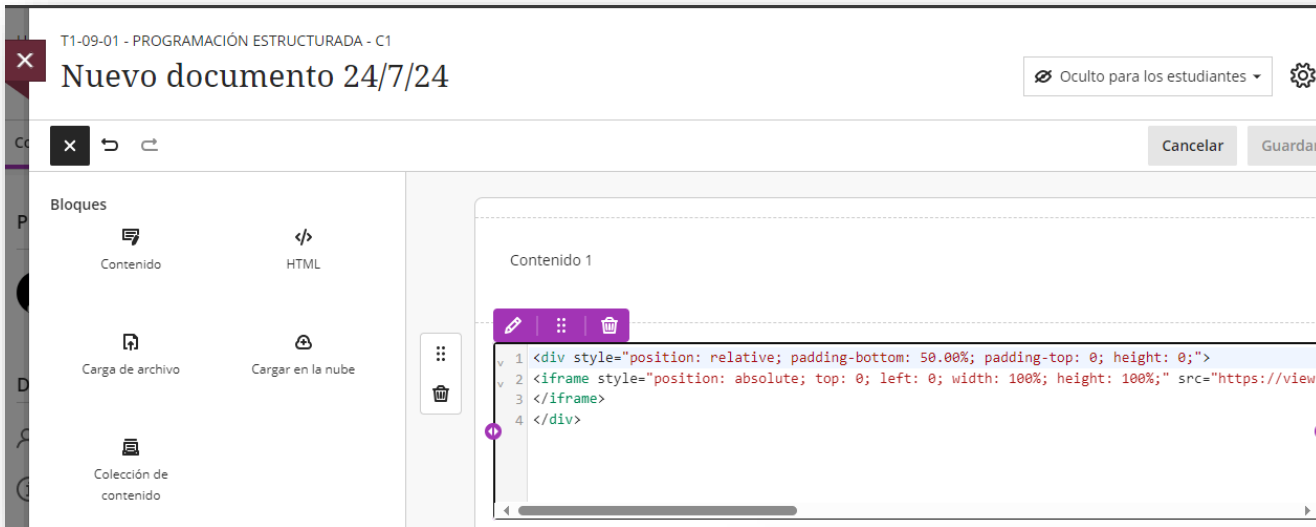 T1-09-01 - PROGRAMACIÓN ESTRUCTURADA - C1
Nuevo documento 24/7/24
Oculto para los estudiantes
Cancelar
Guardar
Bloques
Contenido
HTML
Carga de archivo
Cargar en la nube
Colección de
contenido
Contenido 1
1 <div style="position: relative; padding-bottom: 50.00%; padding-top: 0; height: 0;">
2 <iframe style="position: absolute; top: 0; left: 0; width: 100%; height: 100%;" src="https://view
3 </iframe>
4 </div>